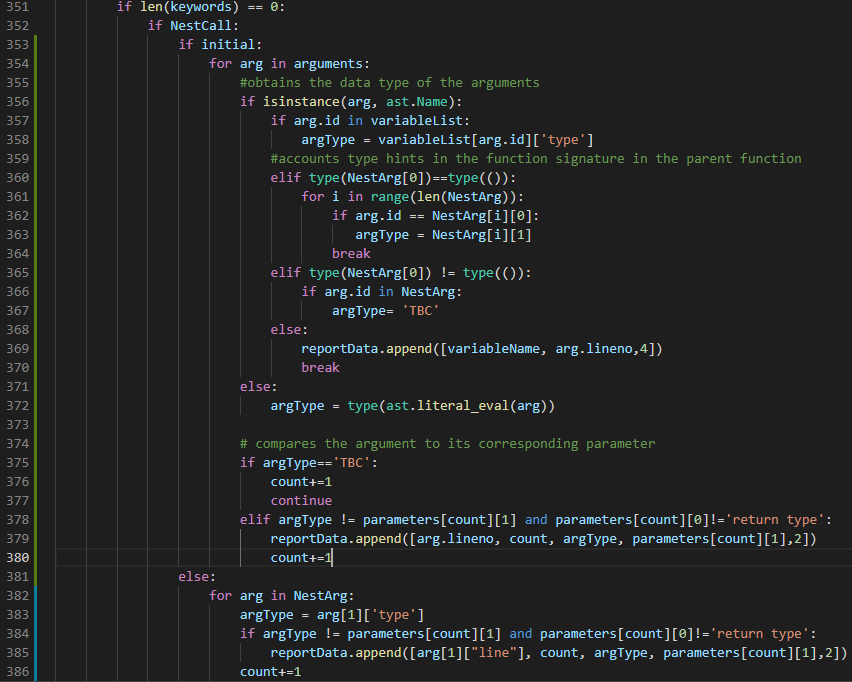 351 if len(keywords) == 0:
352 if NestCall:
353 if initial:
354 for arg in arguments:
355 #obtains the data type of the arguments
356 if isinstance(arg, ast.Name):
357 if arg.id in variableList:
358 argType = variableList[arg.id]['type']
359 #accounts type hints in the function signature in the parent function
360 elif type(NestArg[0])==type(()):
361 for i in range(len(NestArg)):
362 if arg.id == NestArg[i][0]:
363 argType = NestArg[i][1]
364 break
365 elif type(NestArg[0]) != type(()):
366 if arg.id in NestArg:
367 argType= 'TBC'
368 else:
369 reportData.append([variableName, arg.lineno,4])
370 break
371 else:
372 argType = type(ast.literal_eval(arg))
373
374 # compares the argument to its corresponding parameter
375 if argType=='TBC':
376 count+=1
377 continue
378 elif argType != parameters[count][1] and parameters[count][0]!='return type':
379 reportData.append([arg.lineno, count, argType, parameters[count][1],2])
380 count+=1
381 else:
382 for arg in NestArg:
383 argType = arg[1]['type']
384 if argType != parameters[count][1] and parameters[count][0]!='return type':
385 reportData.append([arg[1]["line"], count, argType, parameters[count][1],2])
386 count+=1